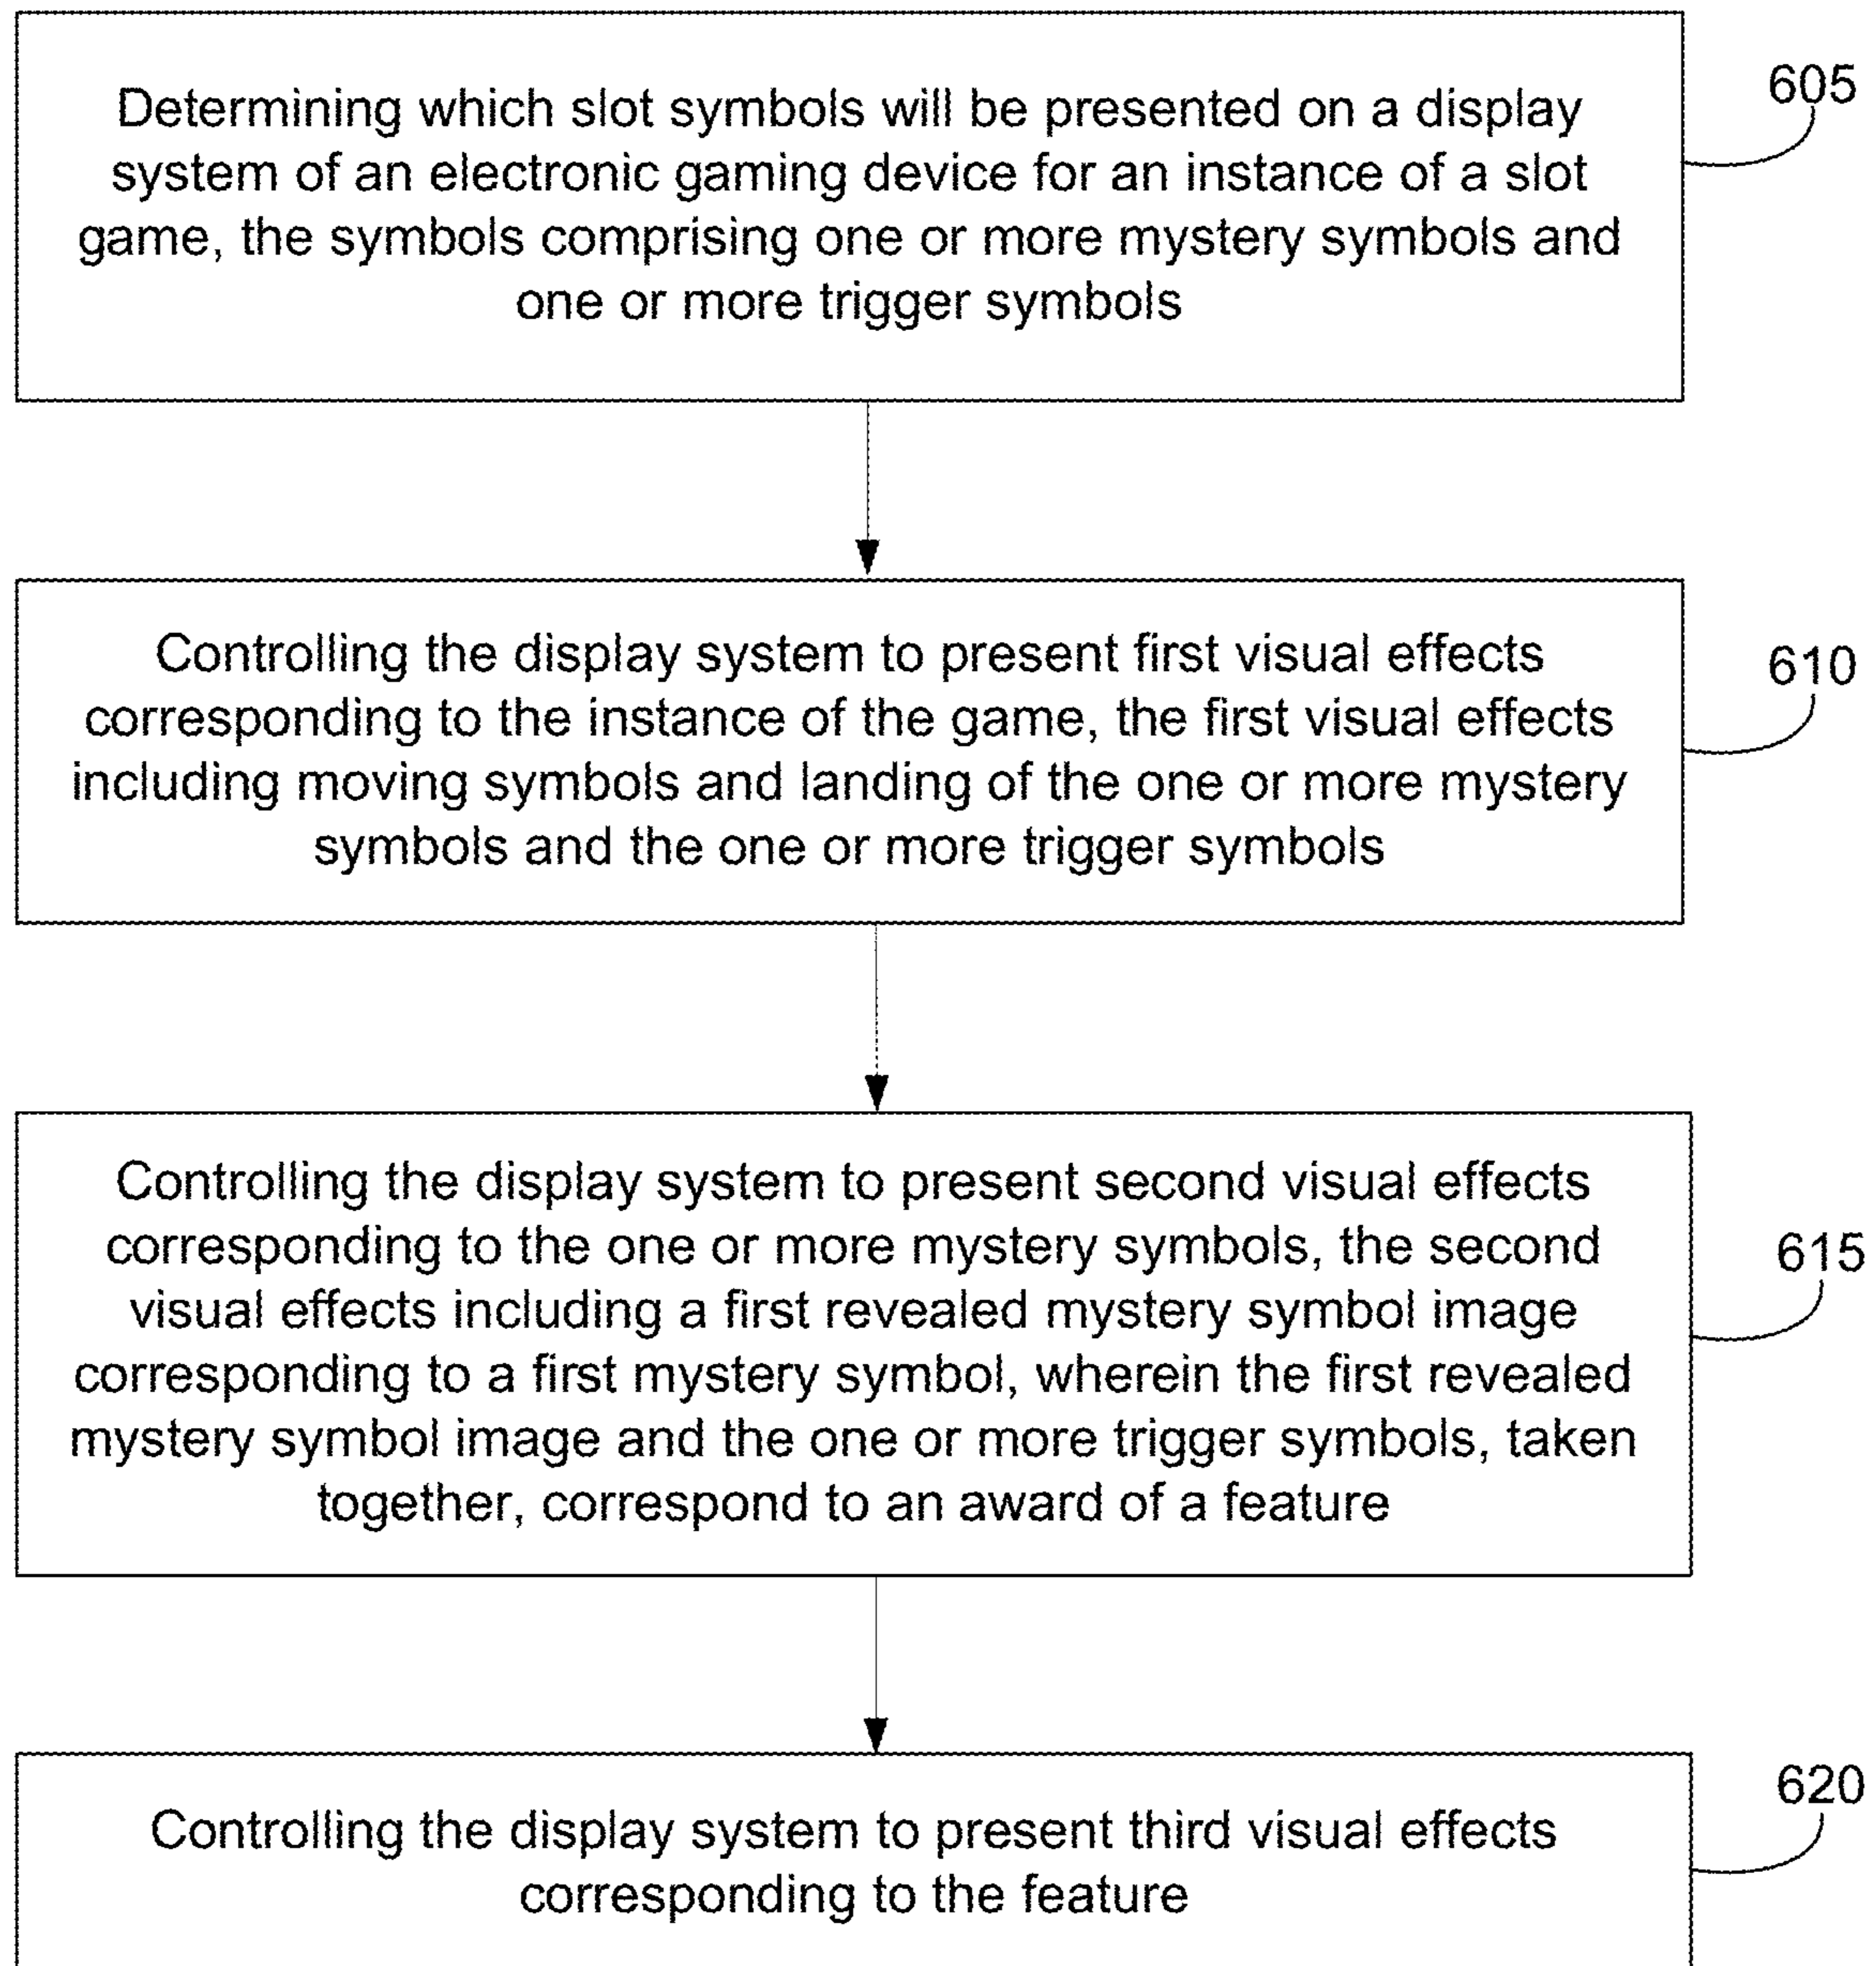 Determining which slot symbols will be presented on a display
system of an electronic gaming device for an instance of a slot
game, the symbols comprising one or more mystery symbols and
one or more trigger symbols
605
Controlling the display system to present first visual effects
corresponding to the instance of the game, the first visual effects
including moving symbols and landing of the one or more mystery
symbols and the one or more trigger symbols
610
Controlling the display system to present second visual effects
corresponding to the one or more mystery symbols, the second
visual effects including a first revealed mystery symbol image
corresponding to a first mystery symbol, wherein the first revealed
mystery symbol image and the one or more trigger symbols, taken
together, correspond to an award of a feature
615
Controlling the display system to present third visual effects
corresponding to the feature
620